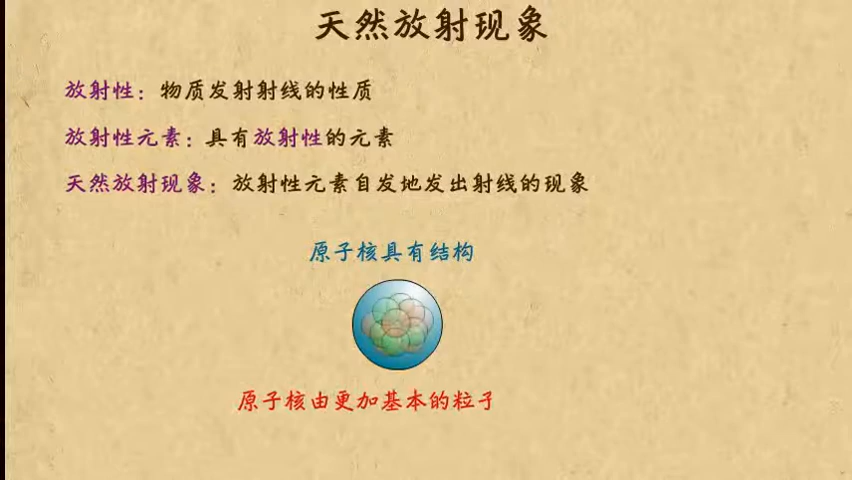 天然放射现象
放射性：物质发射射线的性质
放射性元素：具有放射性的元素
天然放射现象：放射性元素自发地发出射线的现象
原子核具有结构
原子核由更加基本的粒子